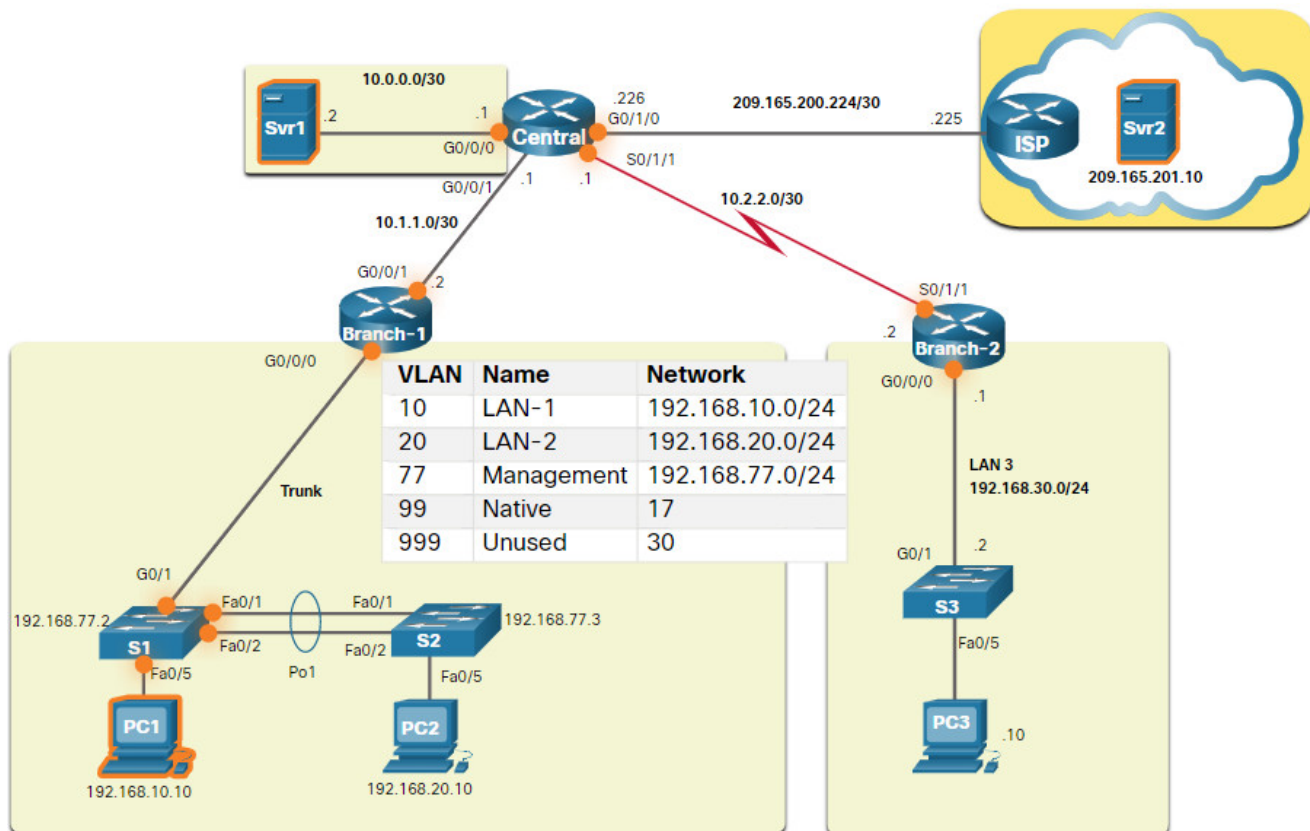 10.0.0.0/30
.2
.1
Svr1
G0/0/0
Central
.226
G0/1/0
209.165.200.224/30
.225
ISP
Svr2
209.165.201.10
S0/1/1
G0/0/1
.1
.1
10.1.1.0/30
10.2.2.0/30
G0/0/1
.2
Branch-1
G0/0/0
S0/1/1
.2
Branch-2
G0/0/0
.1
VLAN Name Network
10 LAN-1 192.168.10.0/24
20 LAN-2 192.168.20.0/24
77 Management 192.168.77.0/24
99 Native 17
999 Unused 30
Trunk
LAN 3
192.168.30.0/24
G0/1
Fa0/1
Fa0/1
192.168.77.2
S1
Fa0/2
Fa0/2
S2
192.168.77.3
Po1
Fa0/5
Fa0/5
PC1
PC2
192.168.10.10
192.168.20.10
G0/1
.2
S3
Fa0/5
PC3
.10